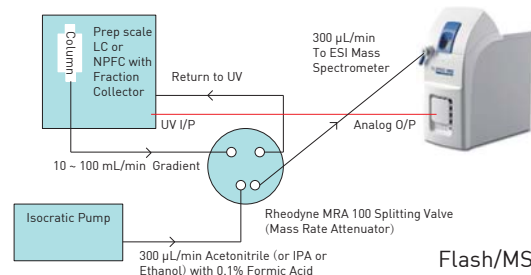 Column
Prep scale
LC or
NPFC with
Fraction
Collector
300 µL/min
To ESI Mass
Spectrometer
Return to UV
UV I/P
Analog O/P
10 ~ 100 mL/min Gradient
Isocratic Pump
Rheodyne MRA 100 Splitting Valve
(Mass Rate Attenuator)
300 µL/min Acetonitrile (or IPA or
Ethanol) with 0.1% Formic Acid
Flash/MS